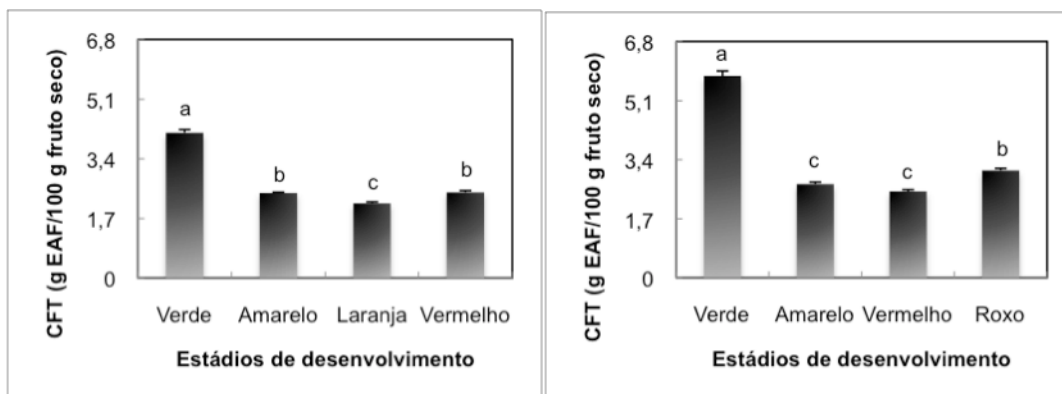 CFT (g EAF/100 g fruto seco)
6,8
5,1
3,4
1,7
0
a
b
c
b
Verde Amarelo Laranja Vermelho
Estádios de desenvolvimento
CFT (g EAF/100 g fruto seco)
6,8
5,1
3,4
1,7
0
a
c
c
b
Verde Amarelo Vermelho Roxo
Estádios de desenvolvimento